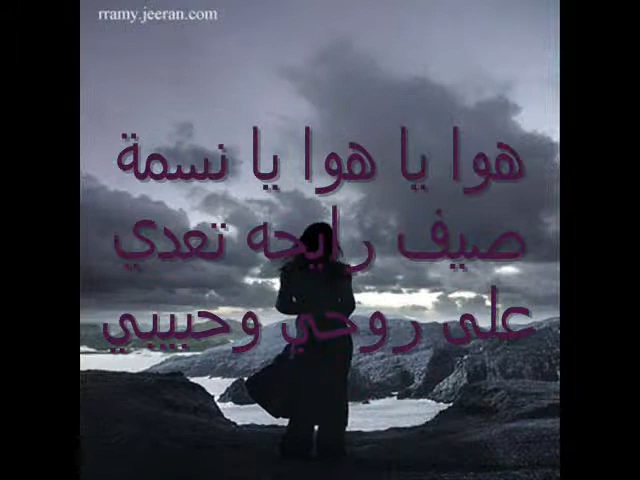 rramy.jeeran.com
هوا يا هوا يا نسمة
صيف رايحه تعدي
على روحي وحبيبي